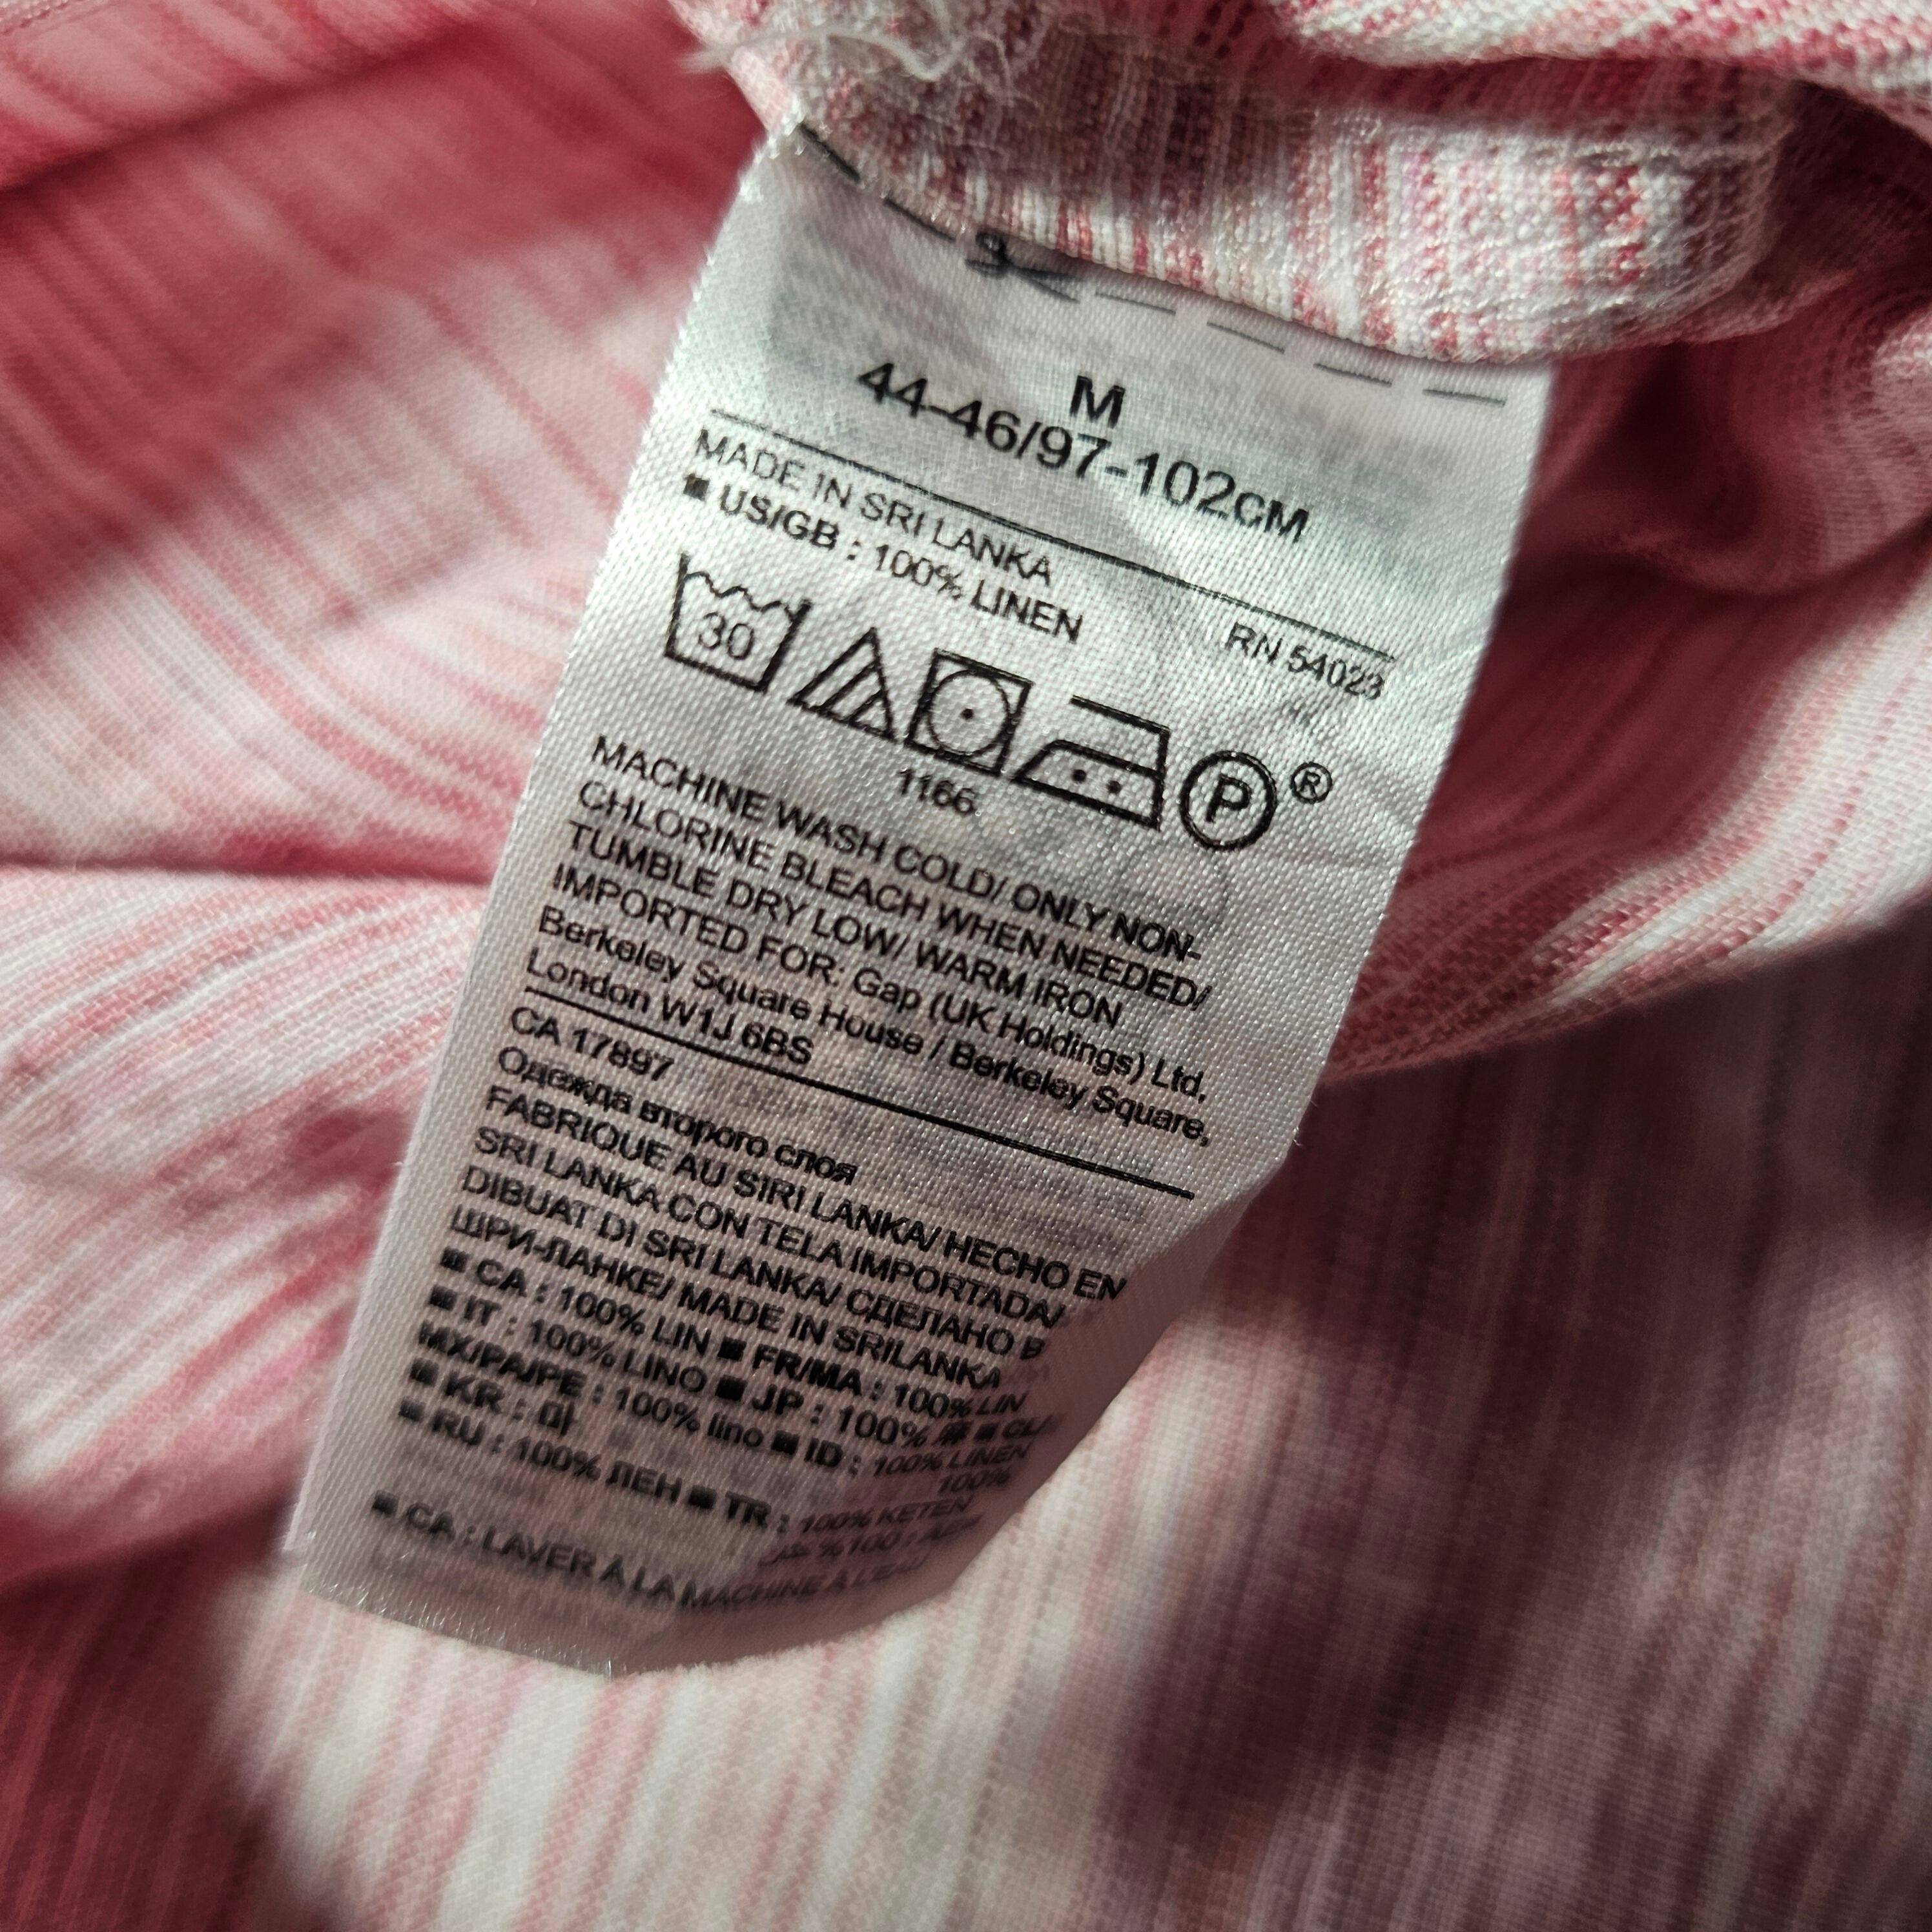 M
44-46/97-102CM
MADE IN SRI LANKA
RN 54023
■ US/GB : 100% LINEN
30
P ®
1166
MACHINE WASH COLD/ ONLY NON-
CHLORINE BLEACH WHEN NEEDED/
TUMBLE DRY LOW/ WARM IRON
IMPORTED FOR: Gap (UK Holdings) Ltd,
Berkeley Square House / Berkeley Square,
London W1J 6BS
CA 17897
Одежда второго слоя
FABRIQUE AU SIRI LANKA/ HECHO EN
SRI LANKA CON TELA IMPORTADA/
DIBUAT DI SRI LANKA/ СДЕЛАНО В
ШРИ-ЛАНКЕ/ MADE IN SRILANKA
■ CA : 100% LIN ■ FR/MA : 100% LIN
■ IT : 100% LINO ■ JP : 100% 麻 ■
MX/PA/PE : 100% lino ■ ID : 100% LINEN
■ KR : 마 100%
■ RU : 100% ЛЕН ■ TR : 100% KETEN
%100
■ CA : LAVER À LA MACHINE À L'EAU